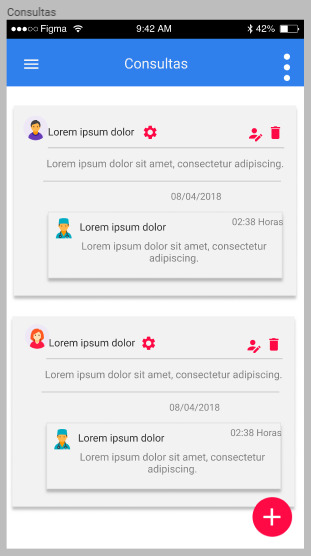 Consultas
Figma
9:42 AM
42%
Consultas
Lorem ipsum dolor
Lorem ipsum dolor sit amet, consectetur adipiscing.
08/04/2018
02:38 Horas
Lorem ipsum dolor
Lorem ipsum dolor sit amet, consectetur
adipiscing.
Lorem ipsum dolor
Lorem ipsum dolor sit amet, consectetur adipiscing.
08/04/2018
02:38 Horas
Lorem ipsum dolor
Lorem ipsum dolor sit amet, consectetur
adipiscing.